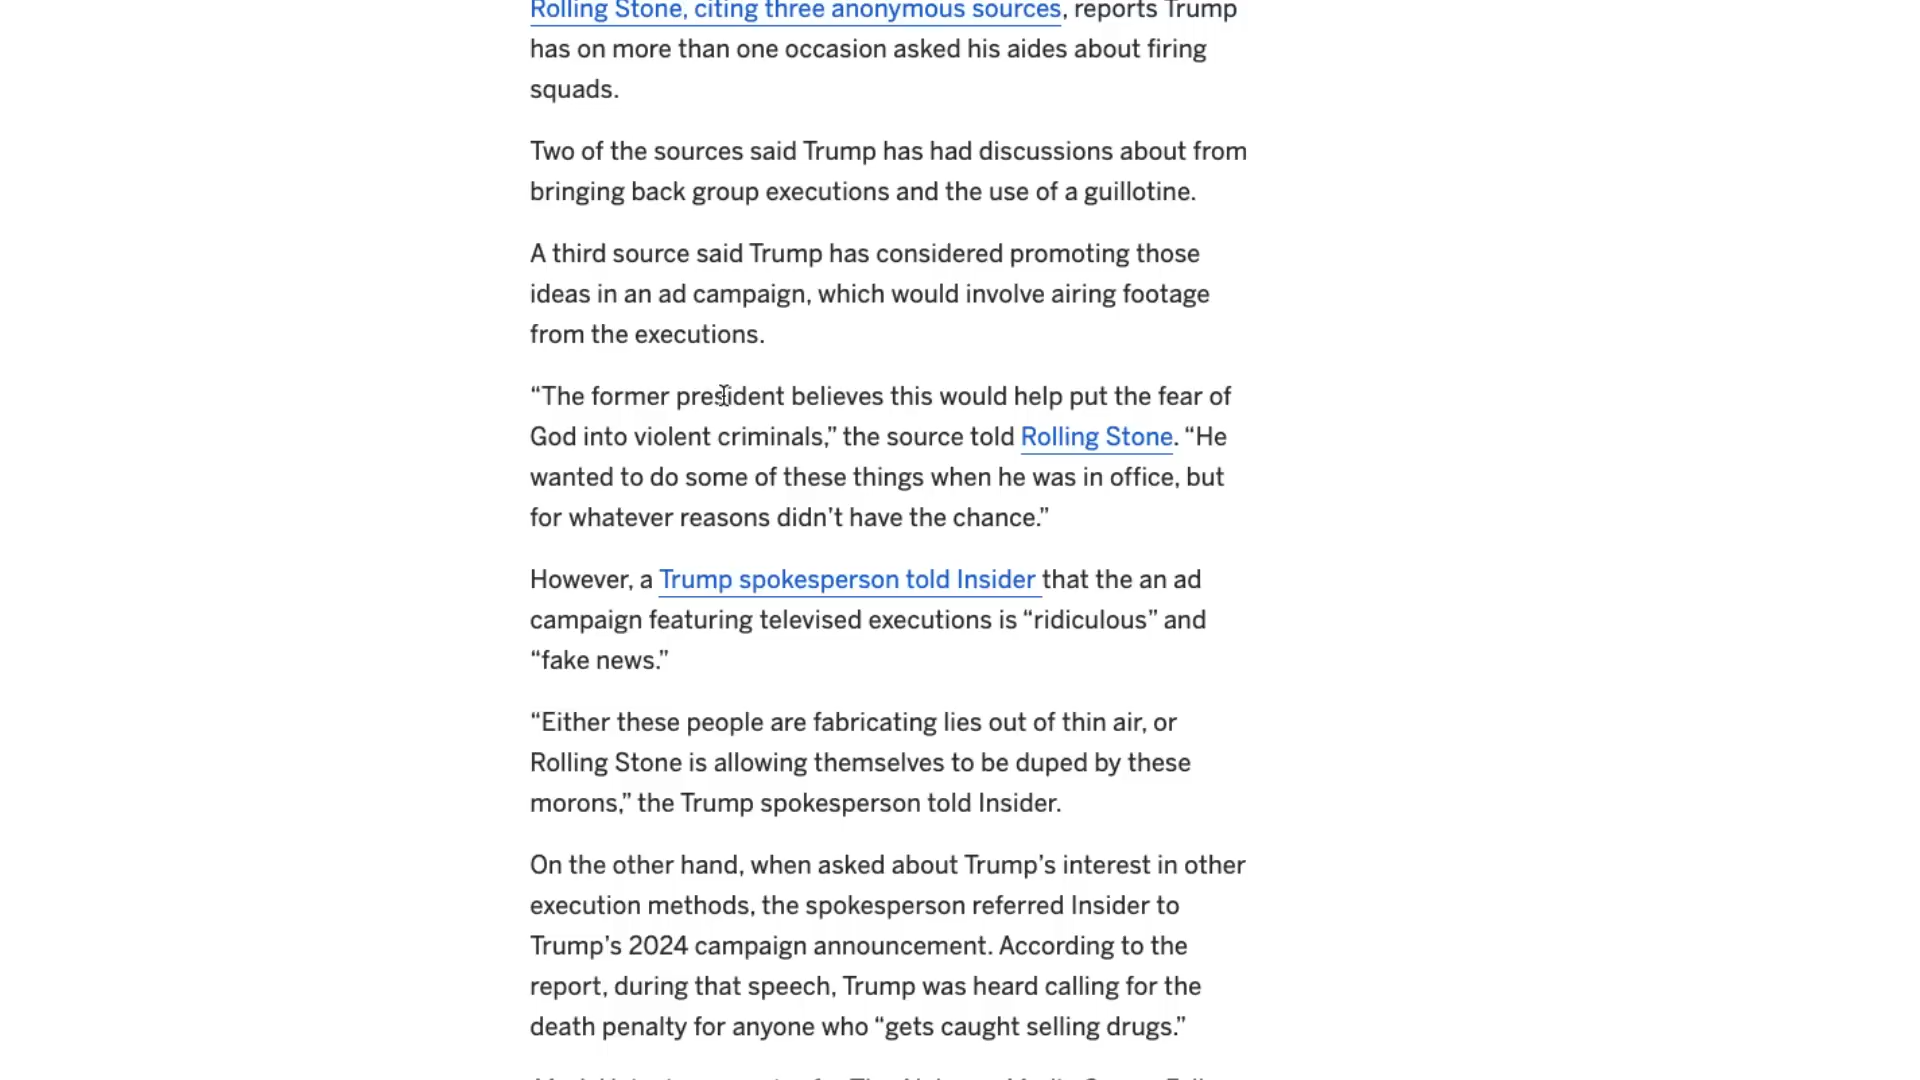 Rolling Stone, citing three anonymous sources, reports Trump
has on more than one occasion asked his aides about firing
squads.
Two of the sources said Trump has had discussions about from
bringing back group executions and the use of a guillotine.
A third source said Trump has considered promoting those
ideas in an ad campaign, which would involve airing footage
from the executions.
“The former president believes this would help put the fear of
God into violent criminals,” the source told Rolling Stone. “He
wanted to do some of these things when he was in office, but
for whatever reasons didn’t have the chance.”
However, a Trump spokesperson told Insider that the an ad
campaign featuring televised executions is “ridiculous” and
“fake news.”
“Either these people are fabricating lies out of thin air, or
Rolling Stone is allowing themselves to be duped by these
morons,” the Trump spokesperson told Insider.
On the other hand, when asked about Trump’s interest in other
execution methods, the spokesperson referred Insider to
Trump’s 2024 campaign announcement. According to the
report, during that speech, Trump was heard calling for the
death penalty for anyone who “gets caught selling drugs.”